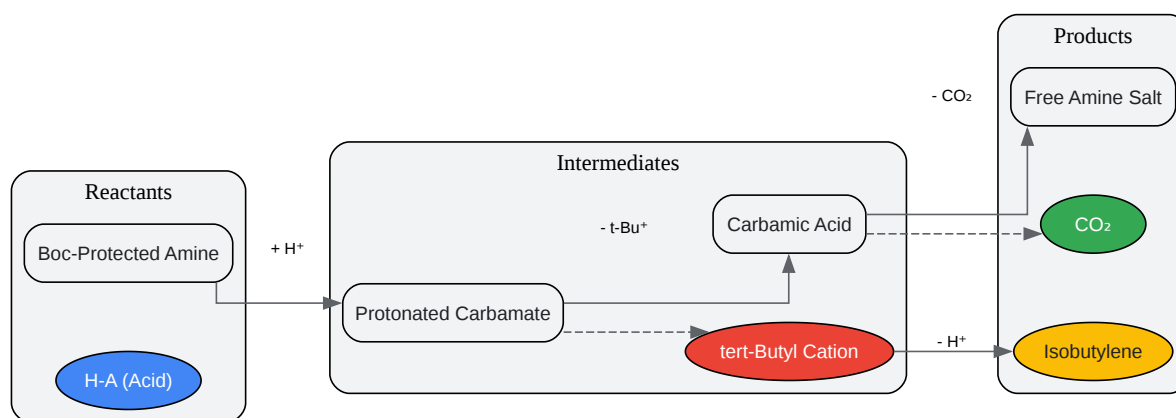 Reactants
Boc-Protected Amine
H-A (Acid)
+ H⁺
Intermediates
Protonated Carbamate
- t-Bu⁺
Carbamic Acid
tert-Butyl Cation
- CO₂
- H⁺
Products
Free Amine Salt
CO₂
Isobutylene